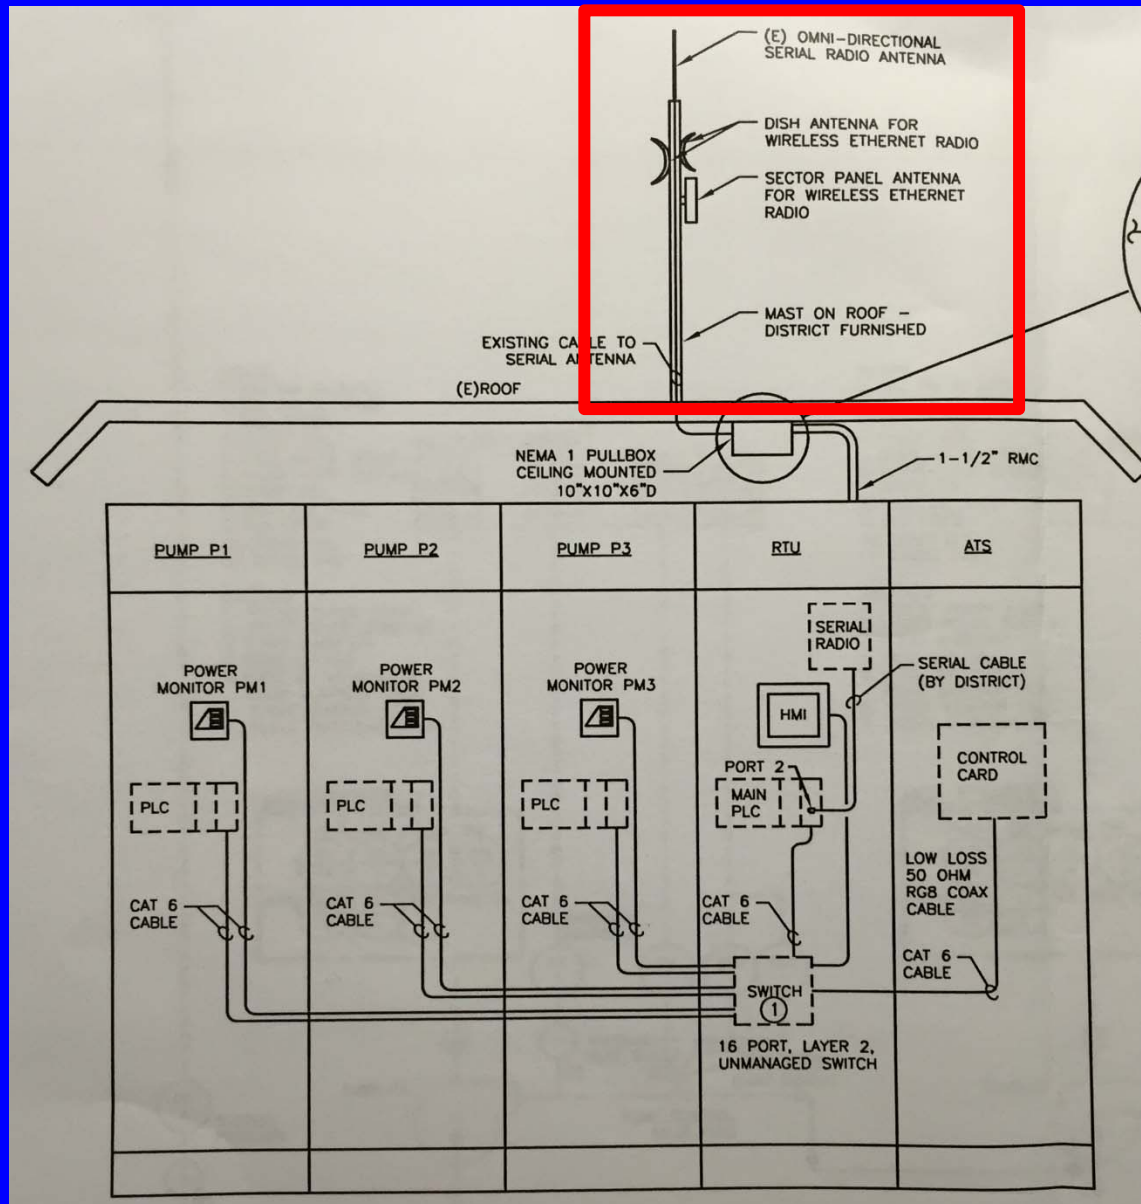 (E) OMNI-DIRECTIONAL
SERIAL RADIO ANTENNA
DISH ANTENNA FOR
WIRELESS ETHERNET RADIO
SECTOR PANEL ANTENNA
FOR WIRELESS ETHERNET
RADIO
MAST ON ROOF -
DISTRICT FURNISHED
EXISTING CABLE TO
SERIAL ANTENNA
(E)ROOF
NEMA 1 PULLBOX
CEILING MOUNTED
10"X10"X6"D
1-1/2" RMC
PUMP P1
PUMP P2
PUMP P3
RTU
ATS
SERIAL
RADIO
POWER
MONITOR PM1
POWER
MONITOR PM2
POWER
MONITOR PM3
SERIAL CABLE
(BY DISTRICT)
HMI
CONTROL
CARD
PORT 2
PLC
PLC
PLC
MAIN
PLC
LOW LOSS
50 OHM
RG8 COAX
CABLE
CAT 6
CABLE
CAT 6
CABLE
CAT 6
CABLE
CAT 6
CABLE
CAT 6
CABLE
SWITCH
1
16 PORT, LAYER 2,
UNMANAGED SWITCH